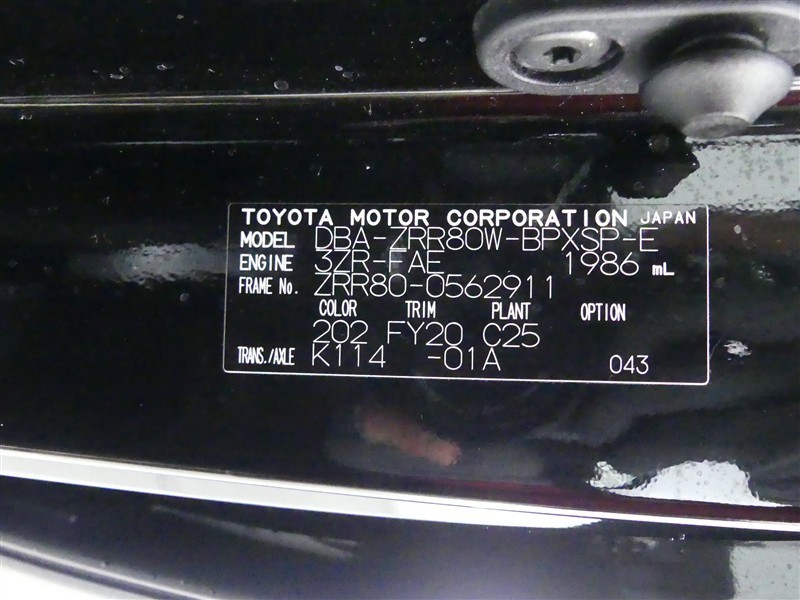 TOYOTA MOTOR CORPORATION JAPAN
MODEL DBA-ZRR80W-BPXSP-E
ENGINE 3ZR-FAE 1986 mL
FRAME No. ZRR80-0562911
COLOR TRIM PLANT OPTION
202 FY20 C25
TRANS./AXLE K114 -01A 043